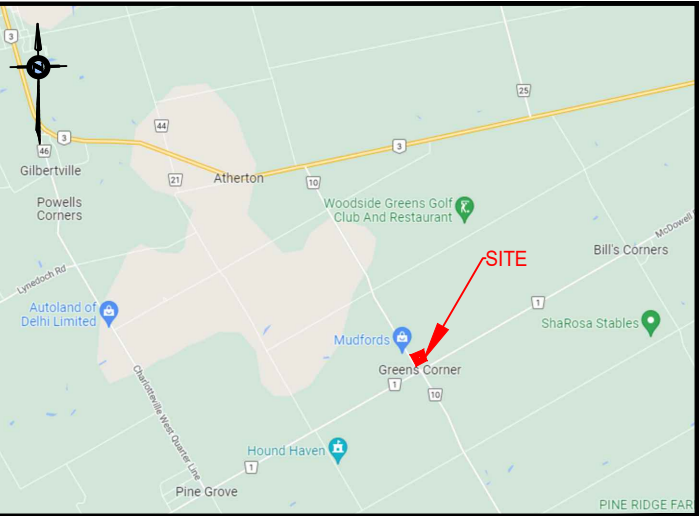 3
44
25
3
46
3
Gilbertville
21
Atherton
10
Powells
Corners
Woodside Greens Golf
Club And Restaurant
McDowell
Bill's Corners
SITE
Lynedoch Rd
1
Autoland of
Delhi Limited
ShaRosa Stables
Mudfords
Greens Corner
1
10
Charlotteville West Quarter Line
Hound Haven
1
Pine Grove
PINE RIDGE FAR